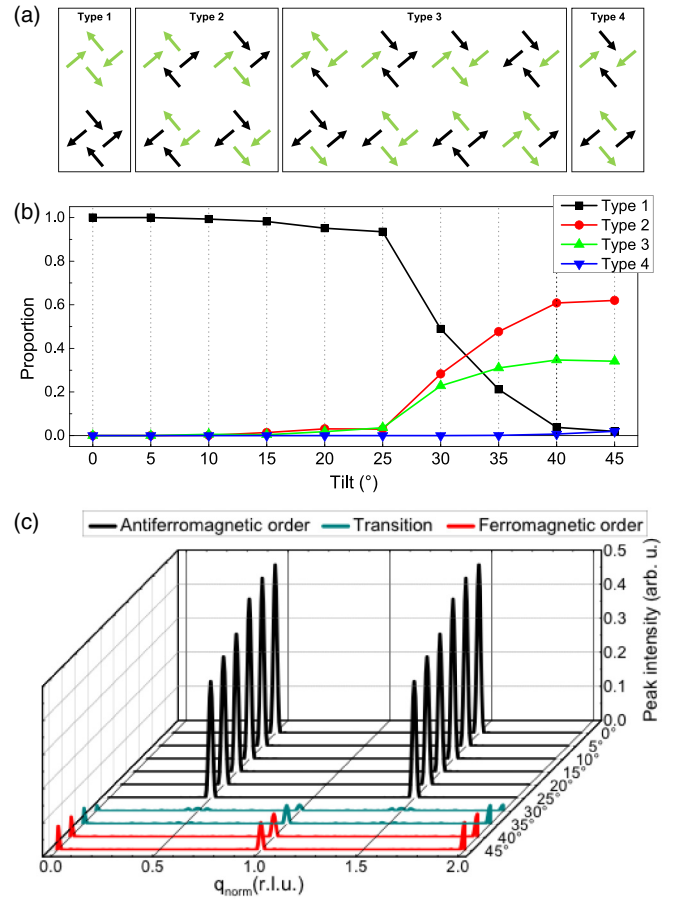 (a)
Type 1
Type 2
Type 3
Type 4
(b)
1.0
0.8
0.6
0.4
0.2
0.0
Proportion
0 5 10 15 20 25 30 35 40 45
Tilt (°)
Type 1
Type 2
Type 3
Type 4
(c)
Antiferromagnetic order Transition Ferromagnetic order
0.5
0.4
0.3
0.2
0.1
0.0
Peak intensity (arb. u.)
0°
5°
10°
15°
20°
25°
30°
35°
40°
45°
0.0 0.5 1.0 1.5 2.0
qnorm(r.l.u.)